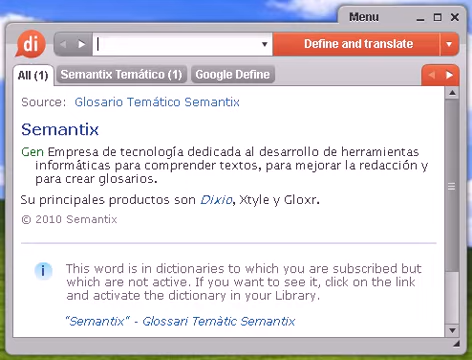 Menu
di
Define and translate
All (1)
Semantix Temático (1)
Google Define
Source: Glosario Temático Semantix
Semantix
Gen Empresa de tecnología dedicada al desarrollo de herramientas
informáticas para comprender textos, para mejorar la redacción y
para crear glosarios.
Su principales productos son Dixio, Xtyle y Gloxr.
© 2010 Semantix
i
This word is in dictionaries to which you are subscribed but
which are not active. If you want to see it, click on the link
and activate the dictionary in your Library.
"Semantix" - Glossari Temàtic Semantix